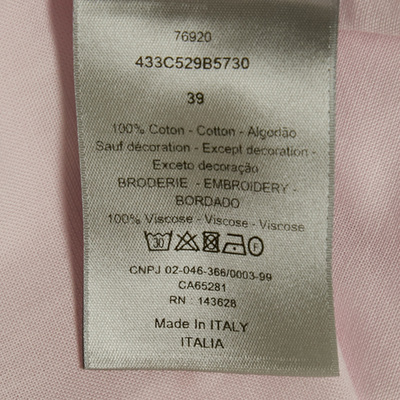 76920
433C529B5730
39
100% Coton - Cotton - Algodão
Sauf décoration - Except decoration -
Exceto decoração
BRODERIE - EMBROIDERY -
BORDADO
100% Viscose - Viscose - Viscose
30 F
CNPJ 02-046-366/0003-99
CA65281
RN : 143628
Made In ITALY
ITALIA